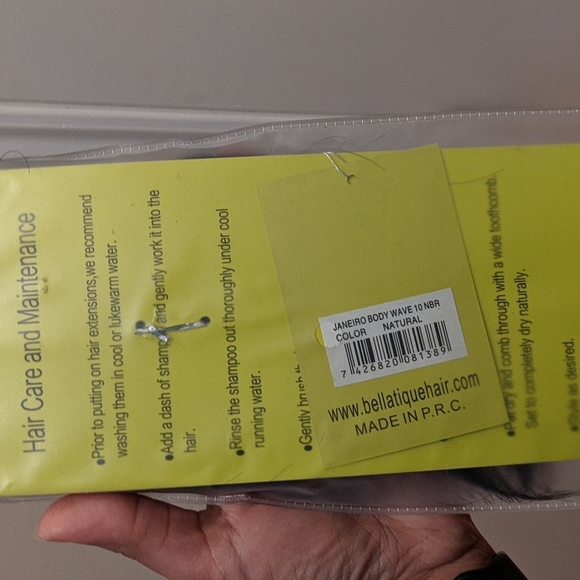 Hair Care and Maintenance
●Prior to putting on hair extensions,we recommend
washing them in cool or lukewarm water.
●Add a dash of and gently work it into the
hair.
●Rinse the shampoo out thoroughly under cool
running water.
●Gently
and comb through with a wide toothcomb.
Set to completely dry naturally.
●Style as desired.
JANEIRO BODY WAVE 10 NBR
COLOR NATURAL
7 426820 081389
www.bellatiquehair.com
MADE IN P.R.C.